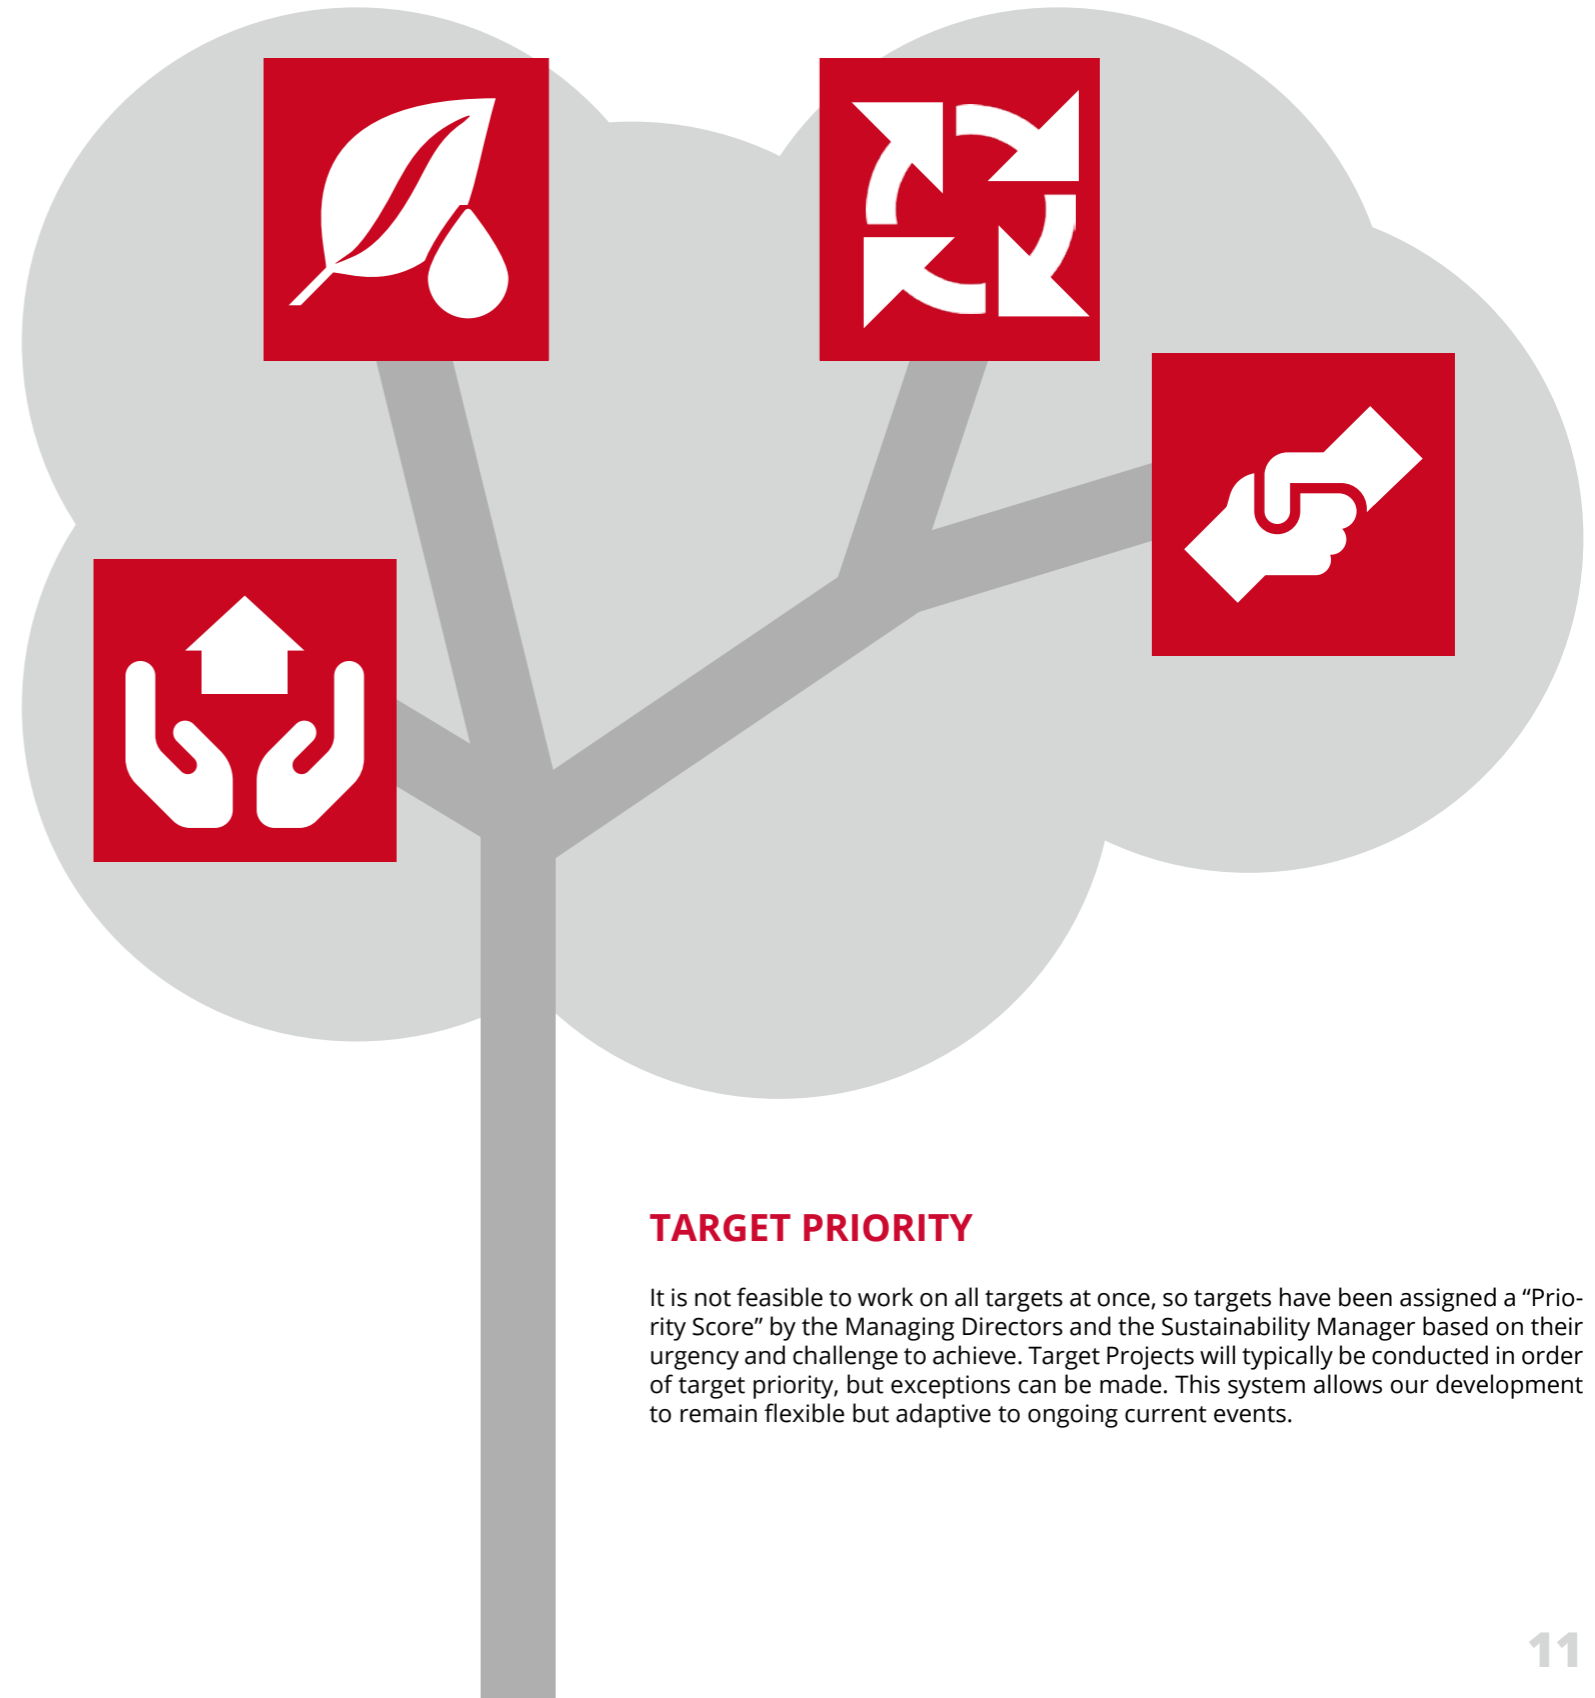 TARGET PRIORITY
It is not feasible to work on all targets at once, so targets have been assigned a “Prio-
rity Score” by the Managing Directors and the Sustainability Manager based on their
urgency and challenge to achieve. Target Projects will typically be conducted in order
of target priority, but exceptions can be made. This system allows our development
to remain flexible but adaptive to ongoing current events.
11